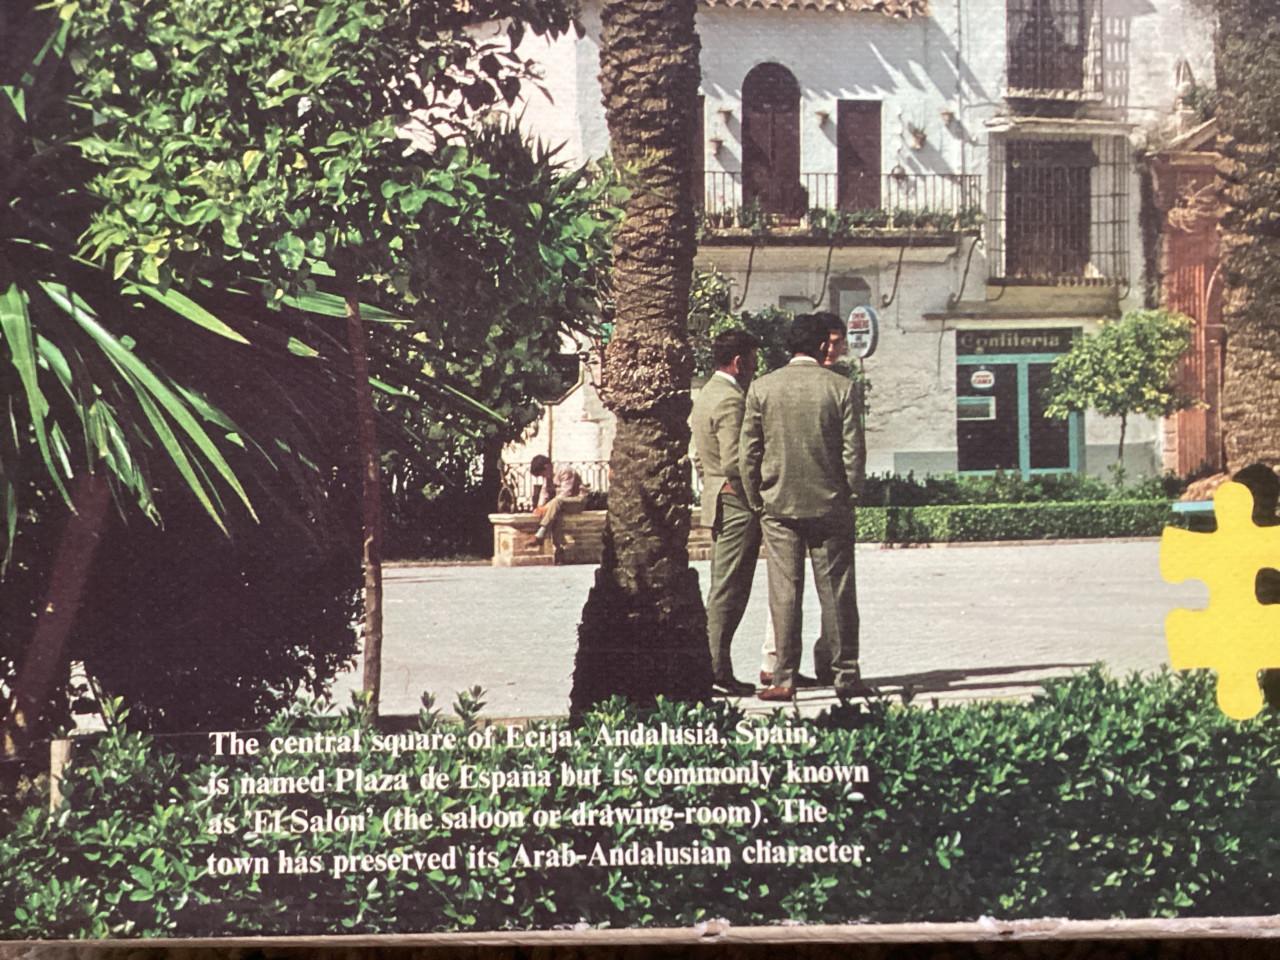 Confiteria
The central square of Ecija, Andalusia, Spain,
is named Plaza de España but is commonly known
as 'El Salón' (the saloon or drawing-room). The
town has preserved its Arab-Andalusian character.